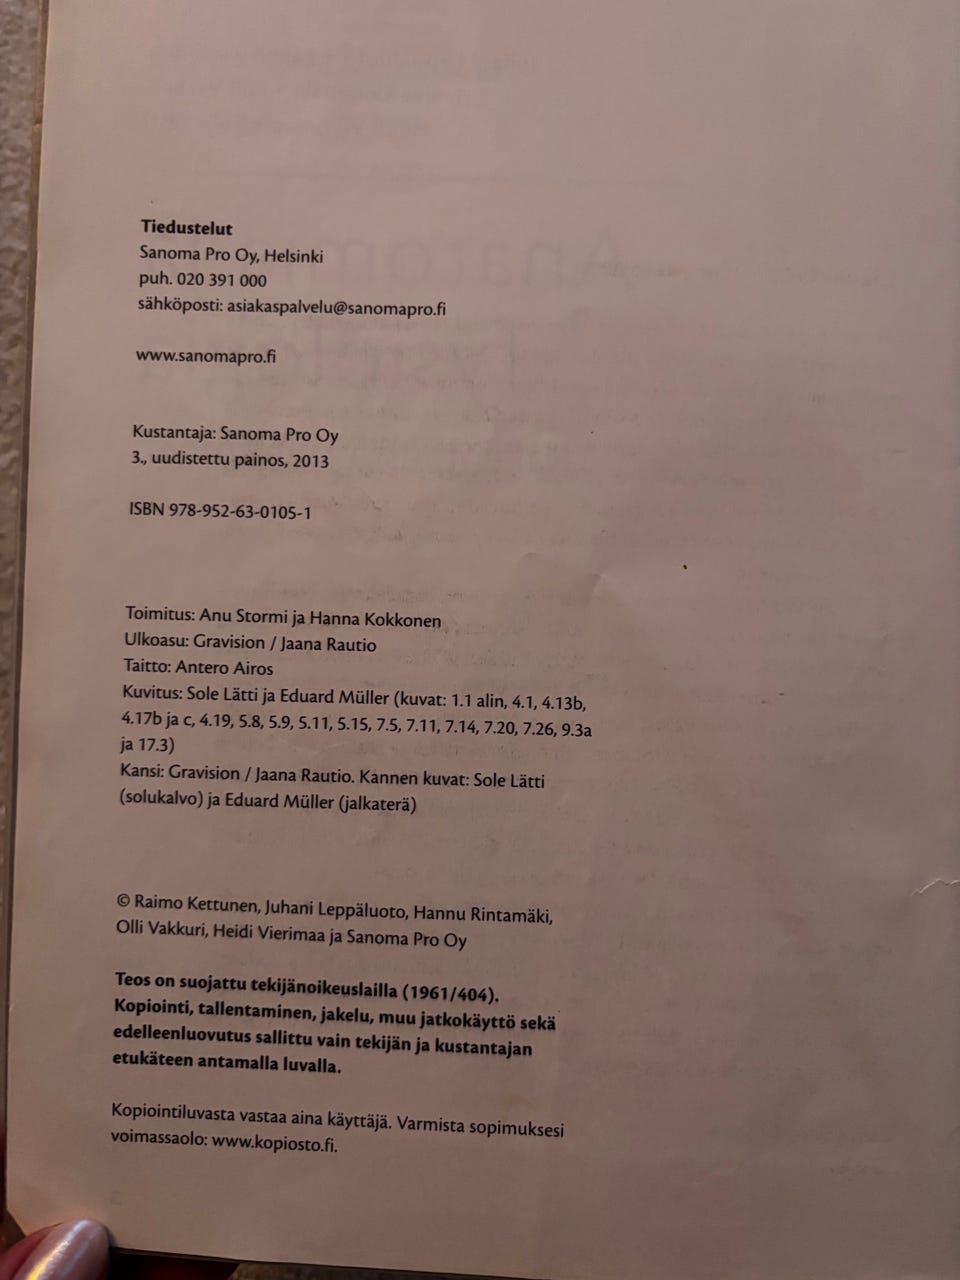 Tiedustelut
Sanoma Pro Oy, Helsinki
puh. 020 391 000
sähköposti: asiakaspalvelu@sanomapro.fi
www.sanomapro.fi
Kustantaja: Sanoma Pro Oy
3., uudistettu painos, 2013
ISBN 978-952-63-0105-1
Toimitus: Anu Stormi ja Hanna Kokkonen
Ulkoasu: Gravision / Jaana Rautio
Taitto: Antero Airos
Kuvitus: Sole Lätti ja Eduard Müller (kuvat: 1.1 alin, 4.1, 4.13b,
4.17b ja c, 4.19, 5.8, 5.9, 5.11, 5.15, 7.5, 7.11, 7.14, 7.20, 7.26, 9.3a
ja 17.3)
Kansi: Gravision / Jaana Rautio. Kannen kuvat: Sole Lätti
(solukalvo) ja Eduard Müller (jalkaterä)
© Raimo Kettunen, Juhani Leppäluoto, Hannu Rintamäki,
Olli Vakkuri, Heidi Vierimaa ja Sanoma Pro Oy
Teos on suojattu tekijänoikeuslailla (1961/404).
Kopiointi, tallentaminen, jakelu, muu jatkokäyttö sekä
edelleenluovutus sallittu vain tekijän ja kustantajan
etukäteen antamalla luvalla.
Kopiointiluvasta vastaa aina käyttäjä. Varmista sopimuksesi
voimassaolo: www.kopiosto.fi.